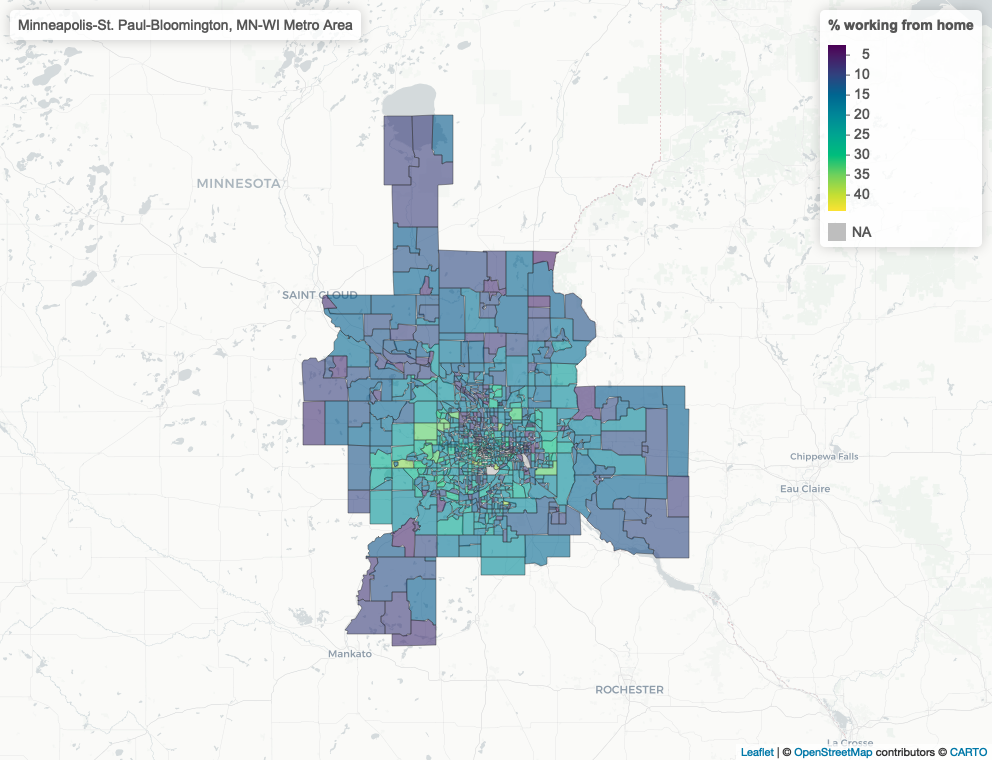 Minneapolis-St. Paul-Bloomington, MN-WI Metro Area
% working from home
5
10
15
20
25
30
35
40
NA
MINNESOTA
SAINT CLOUD
Chippewa Falls
Eau Claire
Mankato
ROCHESTER
La Crosse
Leaflet | © OpenStreetMap contributors © CARTO